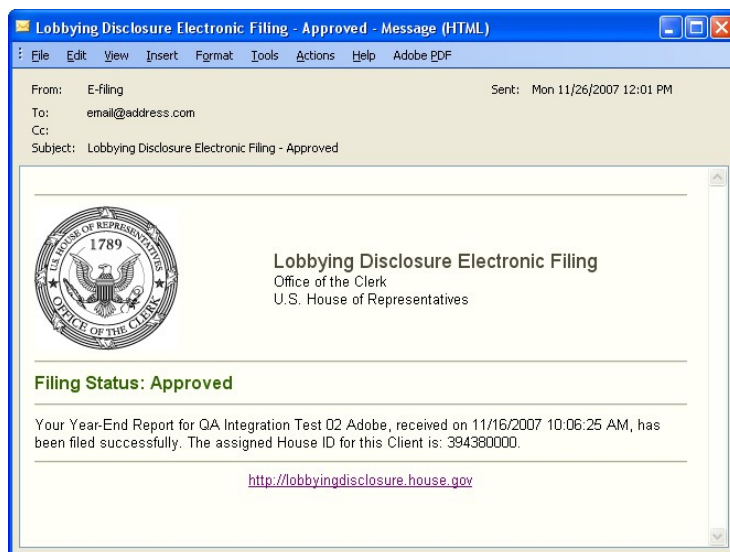 Lobbying Disclosure Electronic Filing - Approved - Message (HTML)
File Edit View Insert Format Tools Actions Help Adobe PDF
From: E-filing Sent: Mon 11/26/2007 12:01 PM
To: email@address.com
Cc:
Subject: Lobbying Disclosure Electronic Filing - Approved
U.S. HOUSE OF REPRESENTATIVES
1789
OFFICE OF THE CLERK
Lobbying Disclosure Electronic Filing
Office of the Clerk
U.S. House of Representatives
Filing Status: Approved
Your Year-End Report for QA Integration Test 02 Adobe, received on 11/16/2007 10:06:25 AM, has
been filed successfully. The assigned House ID for this Client is: 394380000.
http://lobbyingdisclosure.house.gov